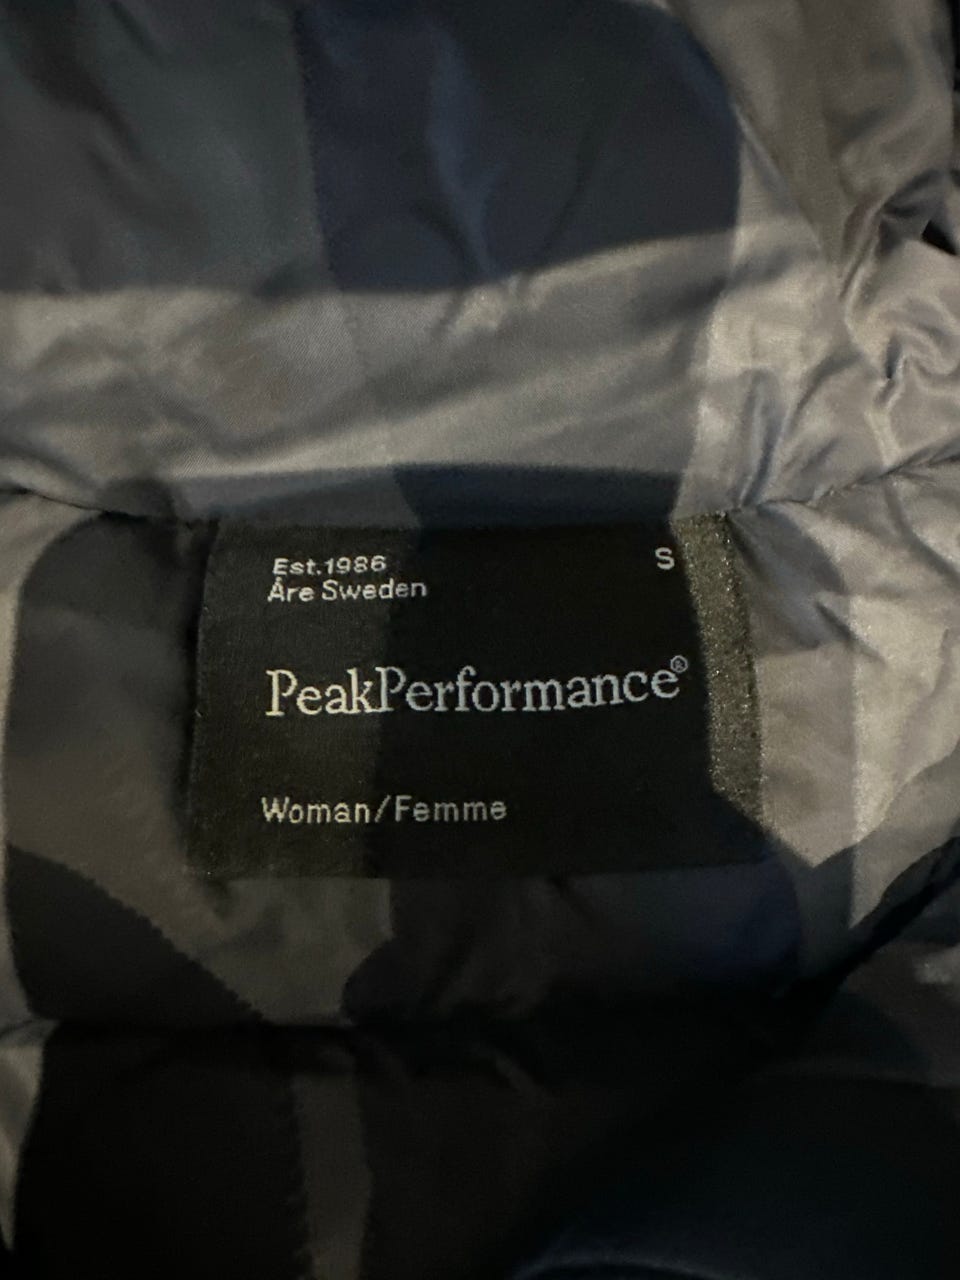 Est.1986
Åre Sweden
S
PeakPerformance®
Woman/Femme